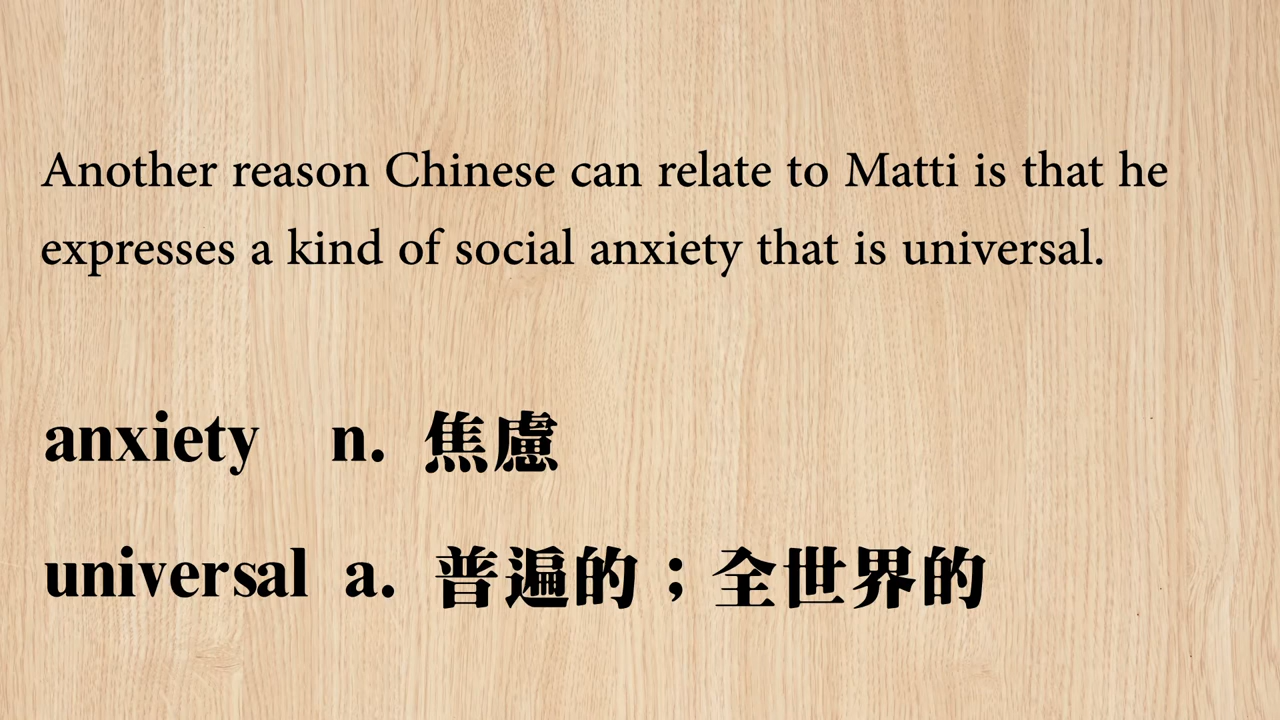 Another reason Chinese can relate to Matti is that he
expresses a kind of social anxiety that is universal.
anxiety n. 焦慮
universal a. 普遍的；全世界的